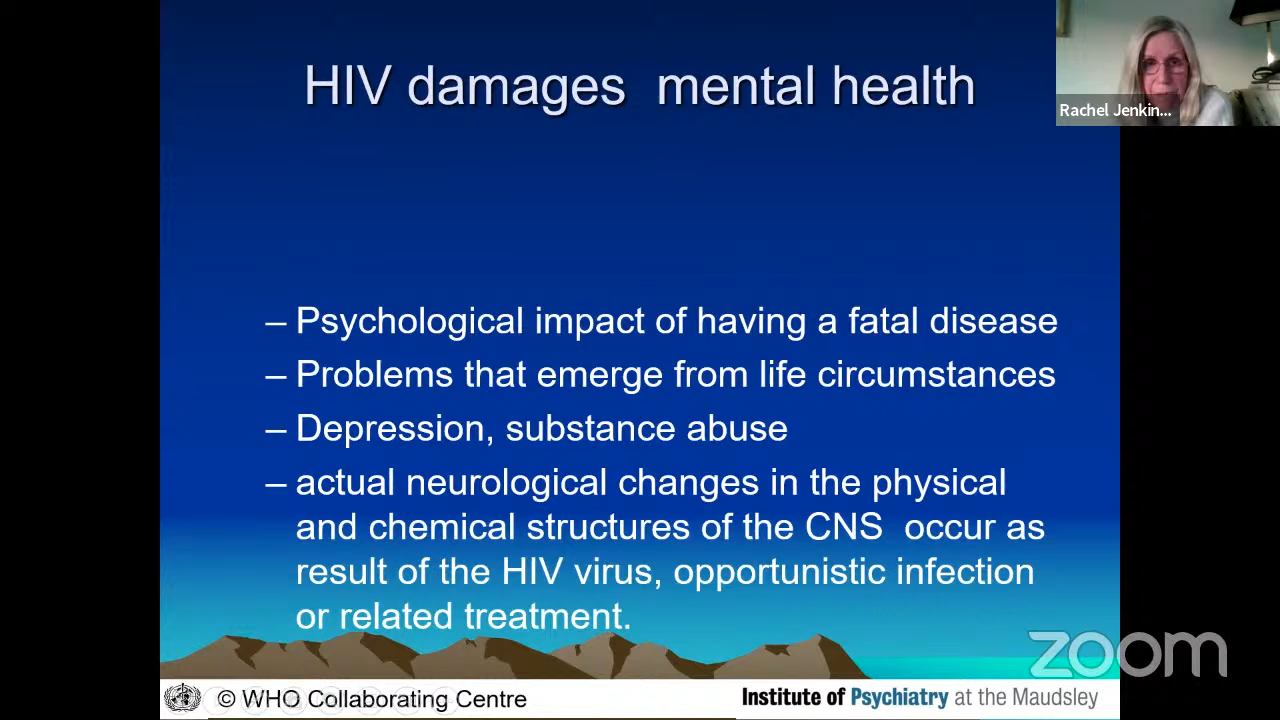 HIV damages mental health
Rachel Jenkin...
– Psychological impact of having a fatal disease
– Problems that emerge from life circumstances
– Depression, substance abuse
– actual neurological changes in the physical
and chemical structures of the CNS occur as
result of the HIV virus, opportunistic infection
or related treatment.
zoom
© WHO Collaborating Centre
Institute of Psychiatry at the Maudsley